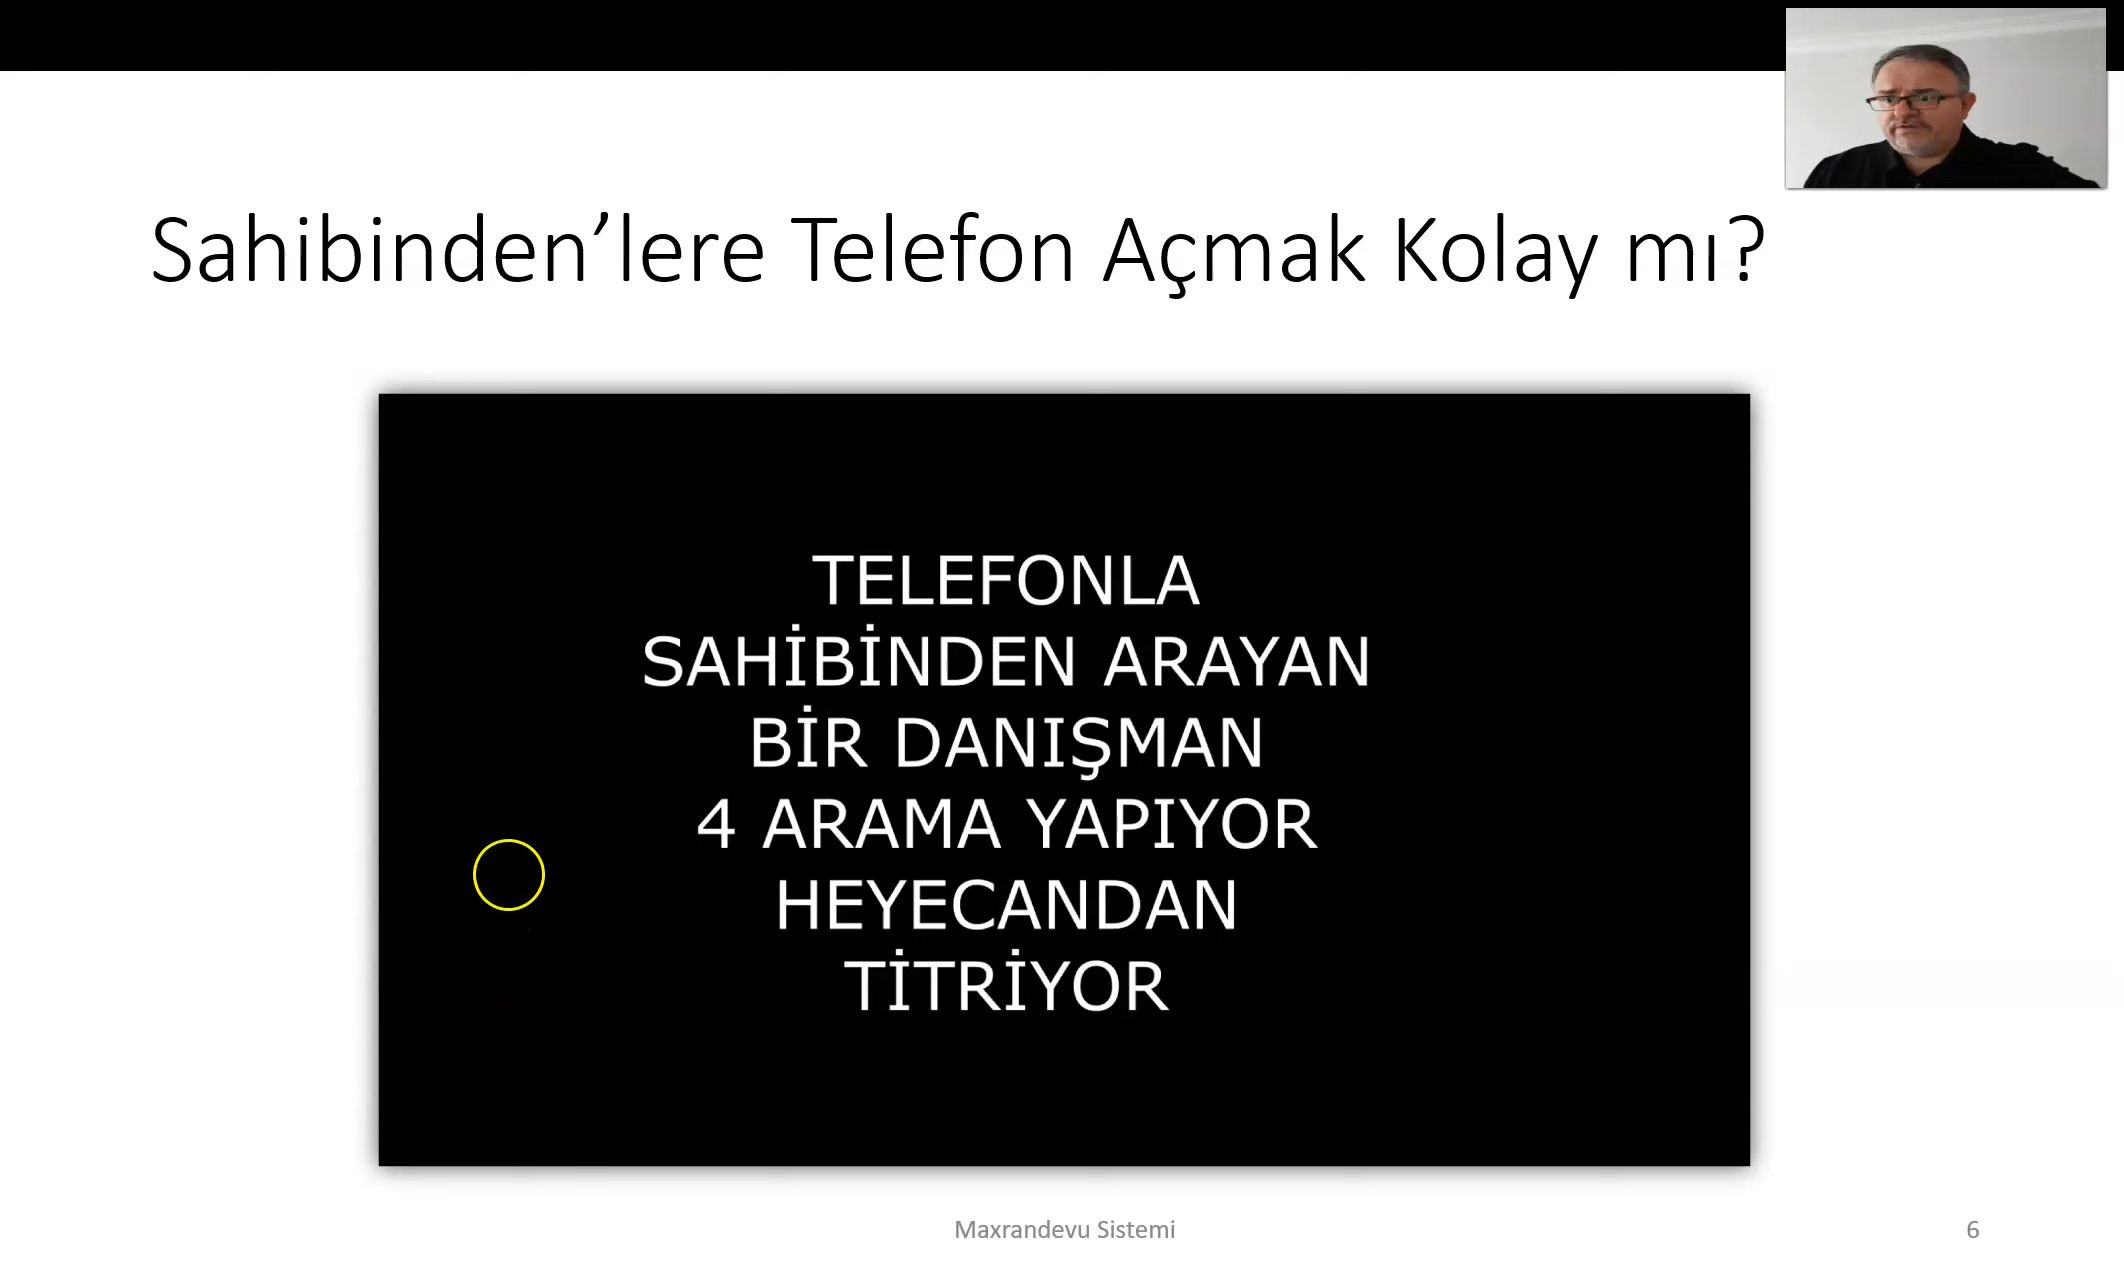 Sahibinden’lere Telefon Açmak Kolay mı?
TELEFONLA
SAHİBİNDEN ARAYAN
BİR DANIŞMAN
4 ARAMA YAPIYOR
HEYECANDAN
TİTRİYOR
Maxrandevu Sistemi
6